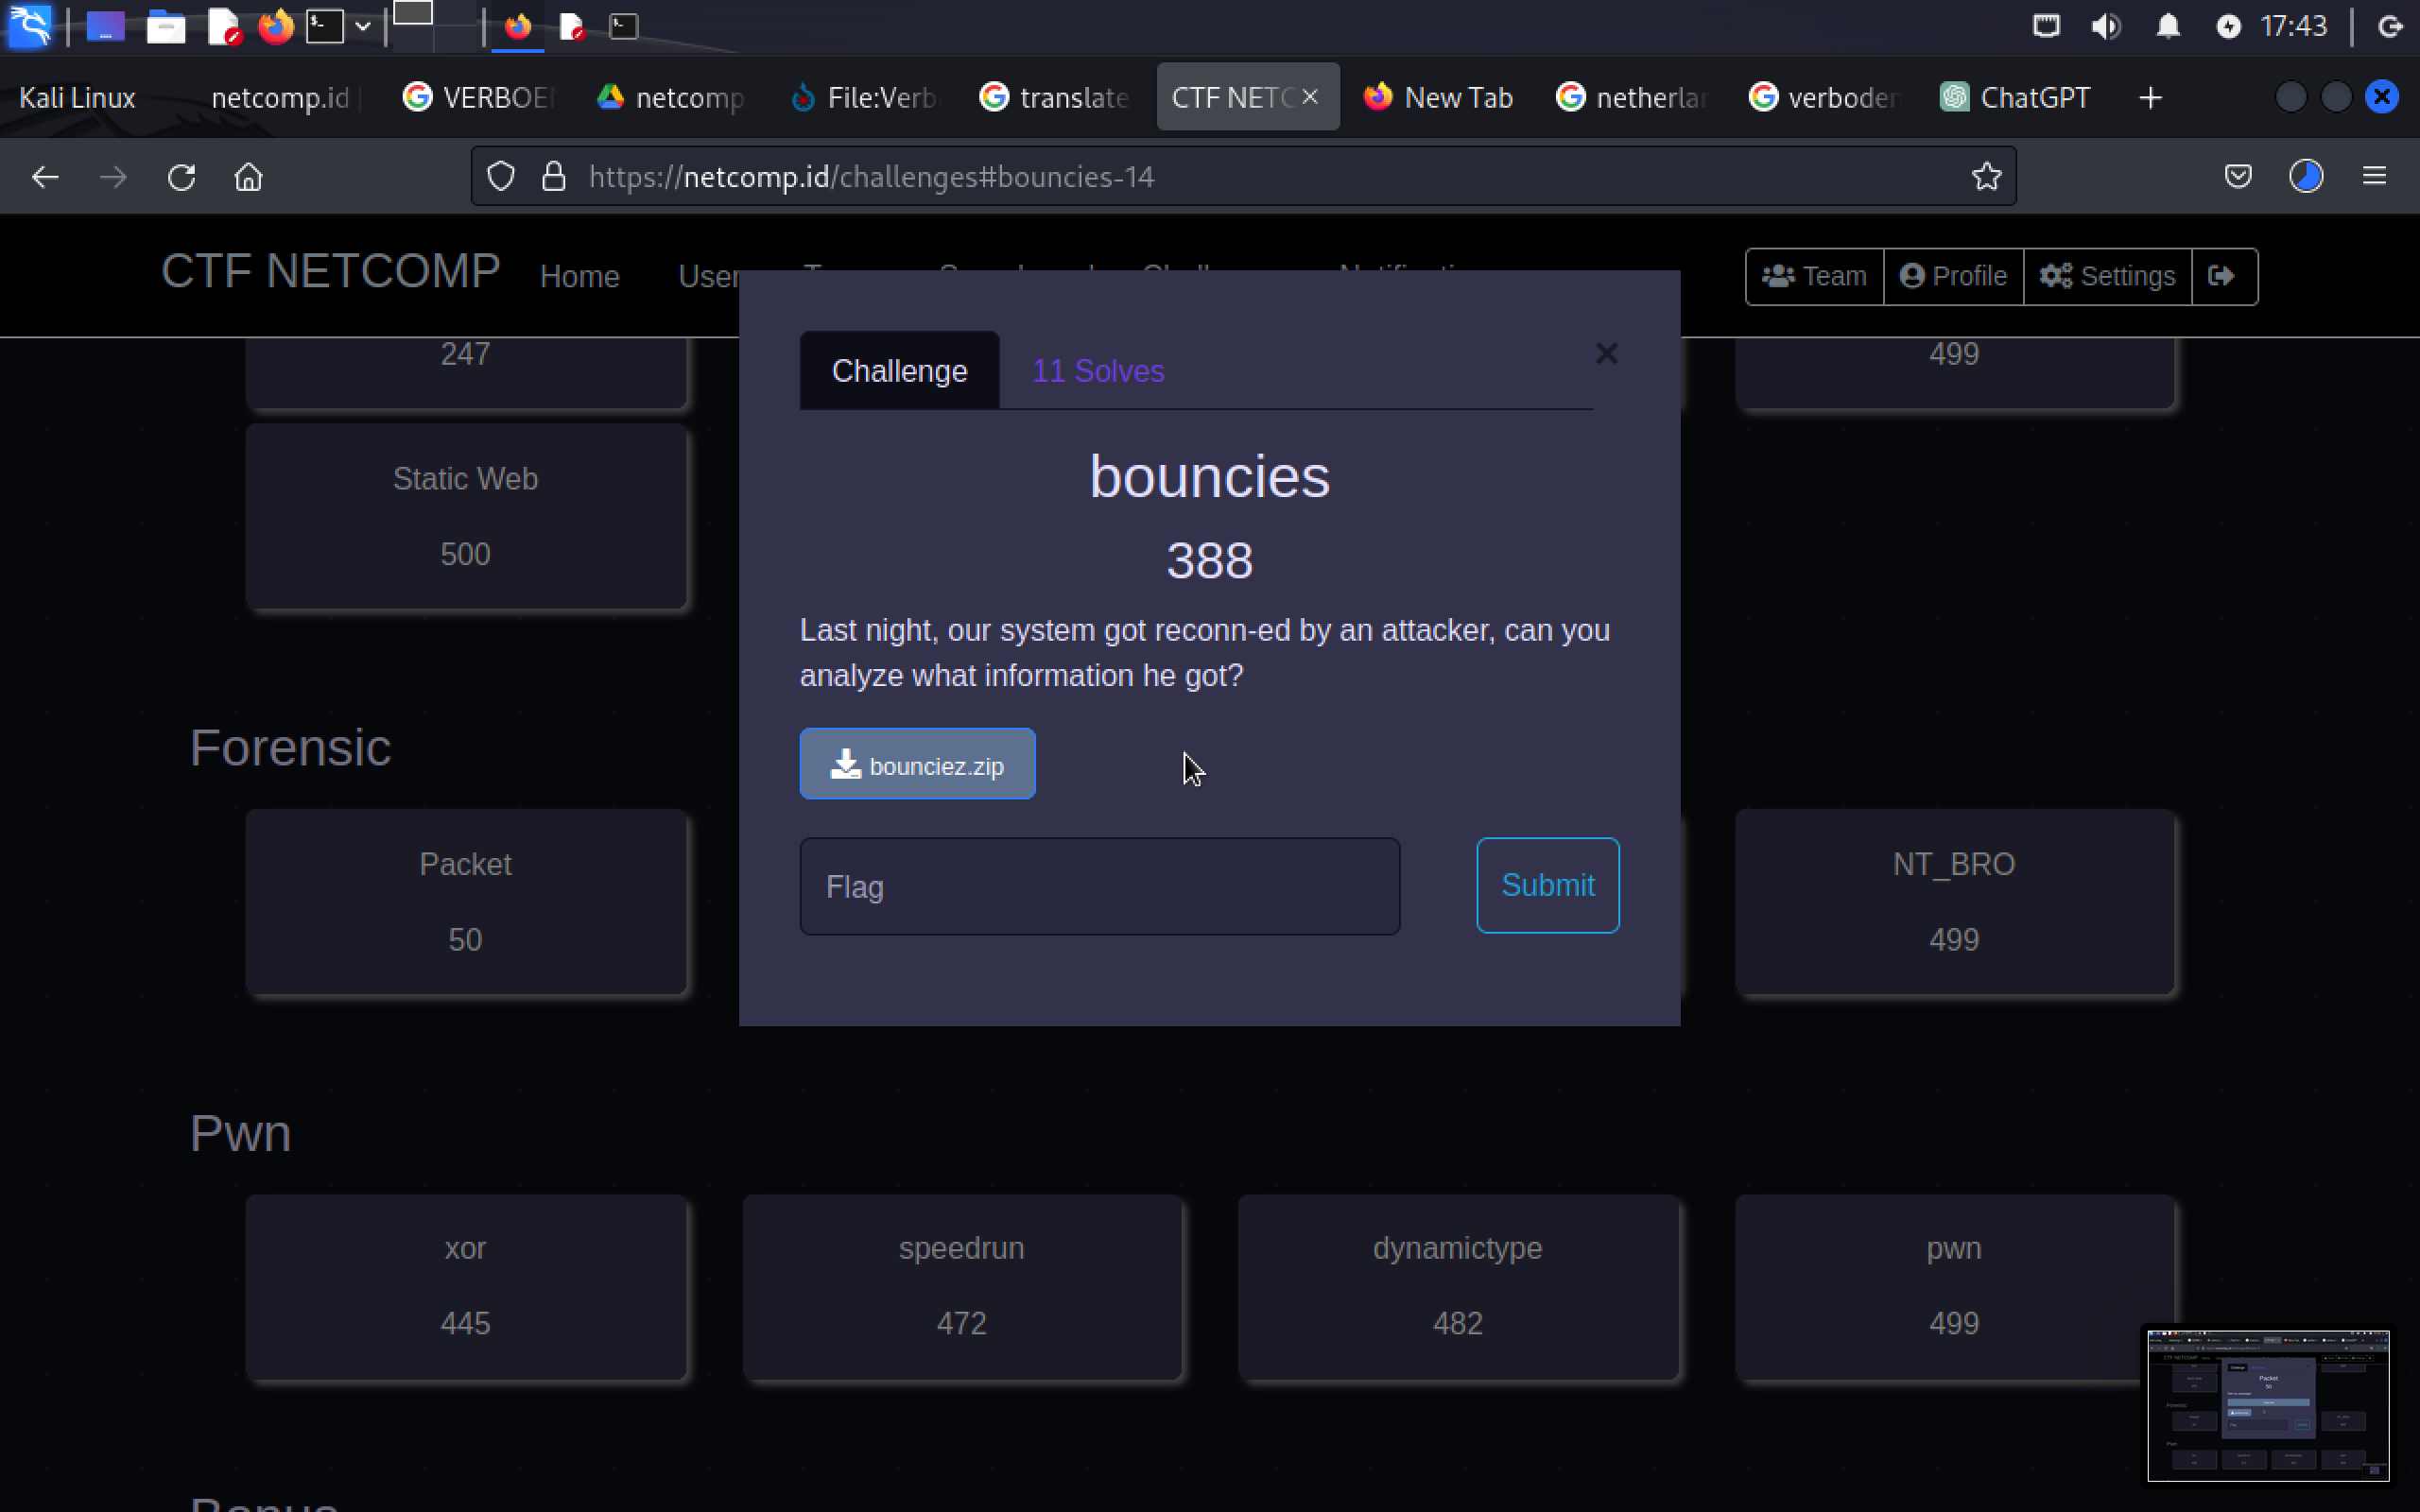 17:43
Kali Linux
netcomp.id
VERBOE
netcomp
File:Verb
translate
CTF NETC
New Tab
netherlar
verboden
ChatGPT
https://netcomp.id/challenges#bouncies-14
CTF NETCOMP
Home
User
Team
Profile
Settings
247
499
Challenge
11 Solves
bouncies
388
Last night, our system got reconn-ed by an attacker, can you
analyze what information he got?
bounciez.zip
Flag
Submit
Static Web
500
Forensic
Packet
50
NT_BRO
499
Pwn
xor
445
speedrun
472
dynamictype
482
pwn
499